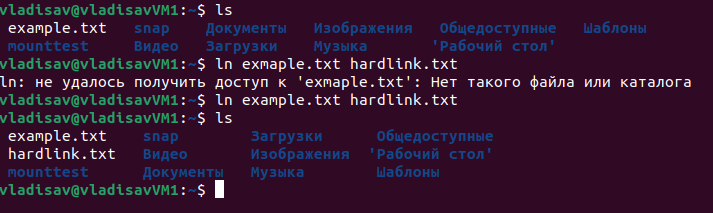 vladisav@vladisavVM1:~$ ls
example.txt snap Документы Изображения Общедоступные Шаблоны
mounttest Видео Загрузки Музыка 'Рабочий стол'
vladisav@vladisavVM1:~$ ln exmaple.txt hardlink.txt
ln: не удалось получить доступ к 'exmaple.txt': Нет такого файла или каталога
vladisav@vladisavVM1:~$ ln example.txt hardlink.txt
vladisav@vladisavVM1:~$ ls
example.txt snap Загрузки Общедоступные
hardlink.txt Видео Изображения 'Рабочий стол'
mounttest Документы Музыка Шаблоны
vladisav@vladisavVM1:~$